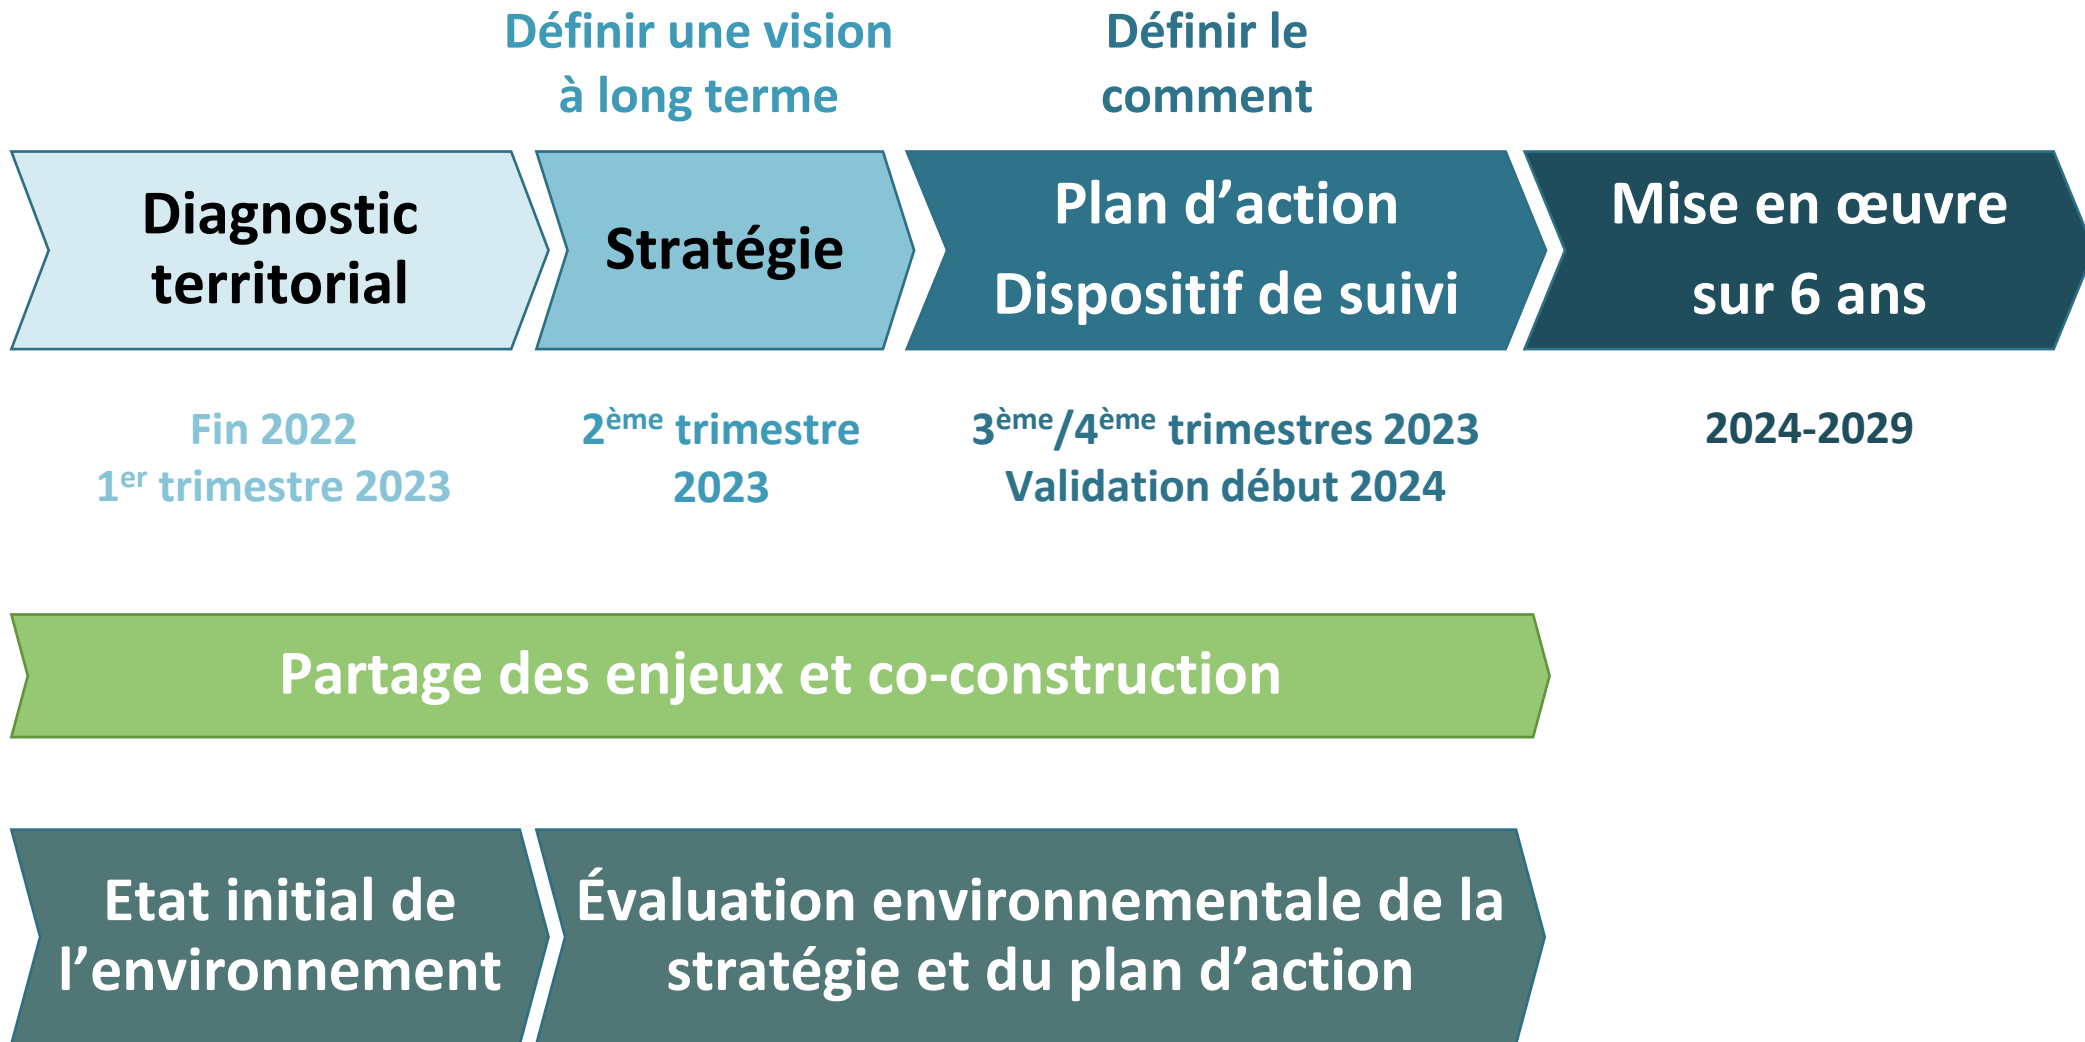 Définir une vision
à long terme
Définir le
comment
Diagnostic
territorial
Stratégie
Plan d’action
Dispositif de suivi
Mise en œuvre
sur 6 ans
Fin 2022
1er trimestre 2023
2ème trimestre
2023
3ème/4ème trimestres 2023
Validation début 2024
2024-2029
Partage des enjeux et co-construction
Etat initial de
l’environnement
Évaluation environnementale de la
stratégie et du plan d’action